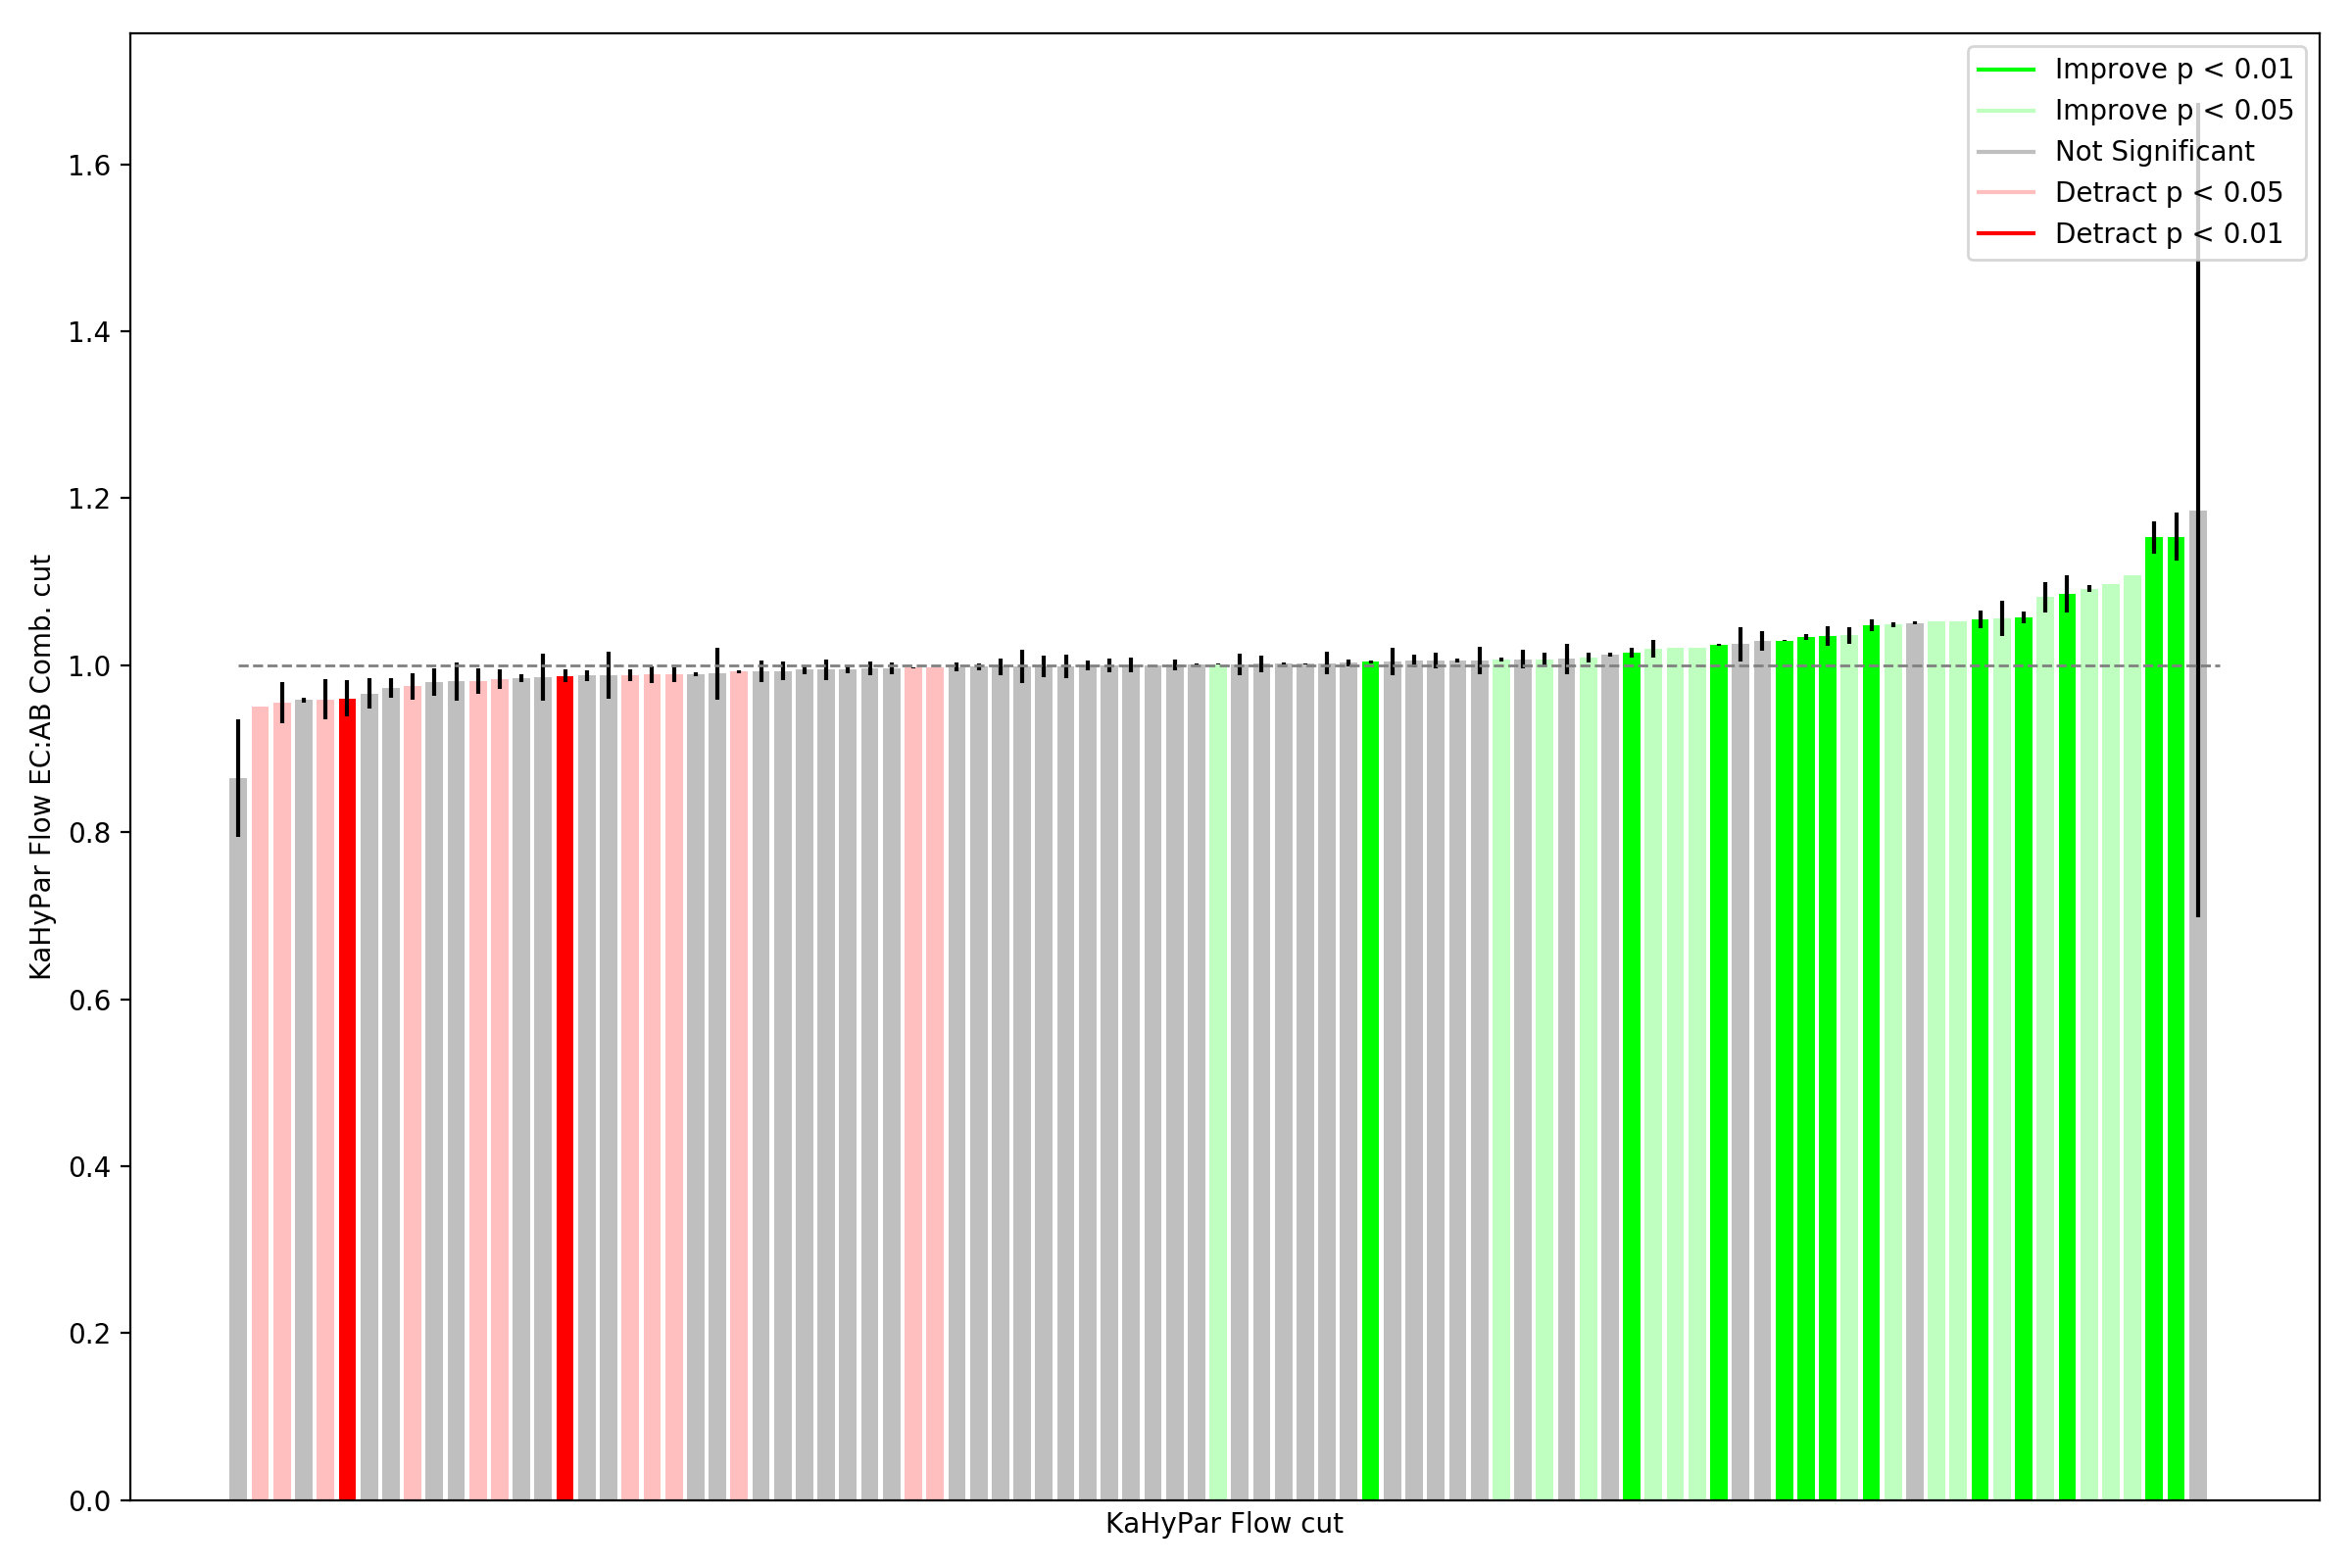 Improve p < 0.01
Improve p < 0.05
Not Significant
Detract p < 0.05
Detract p < 0.01
1.6
1.4
1.2
1.0
0.8
0.6
0.4
0.2
0.0
KaHyPar Flow EC:AB Comb. cut
KaHyPar Flow cut